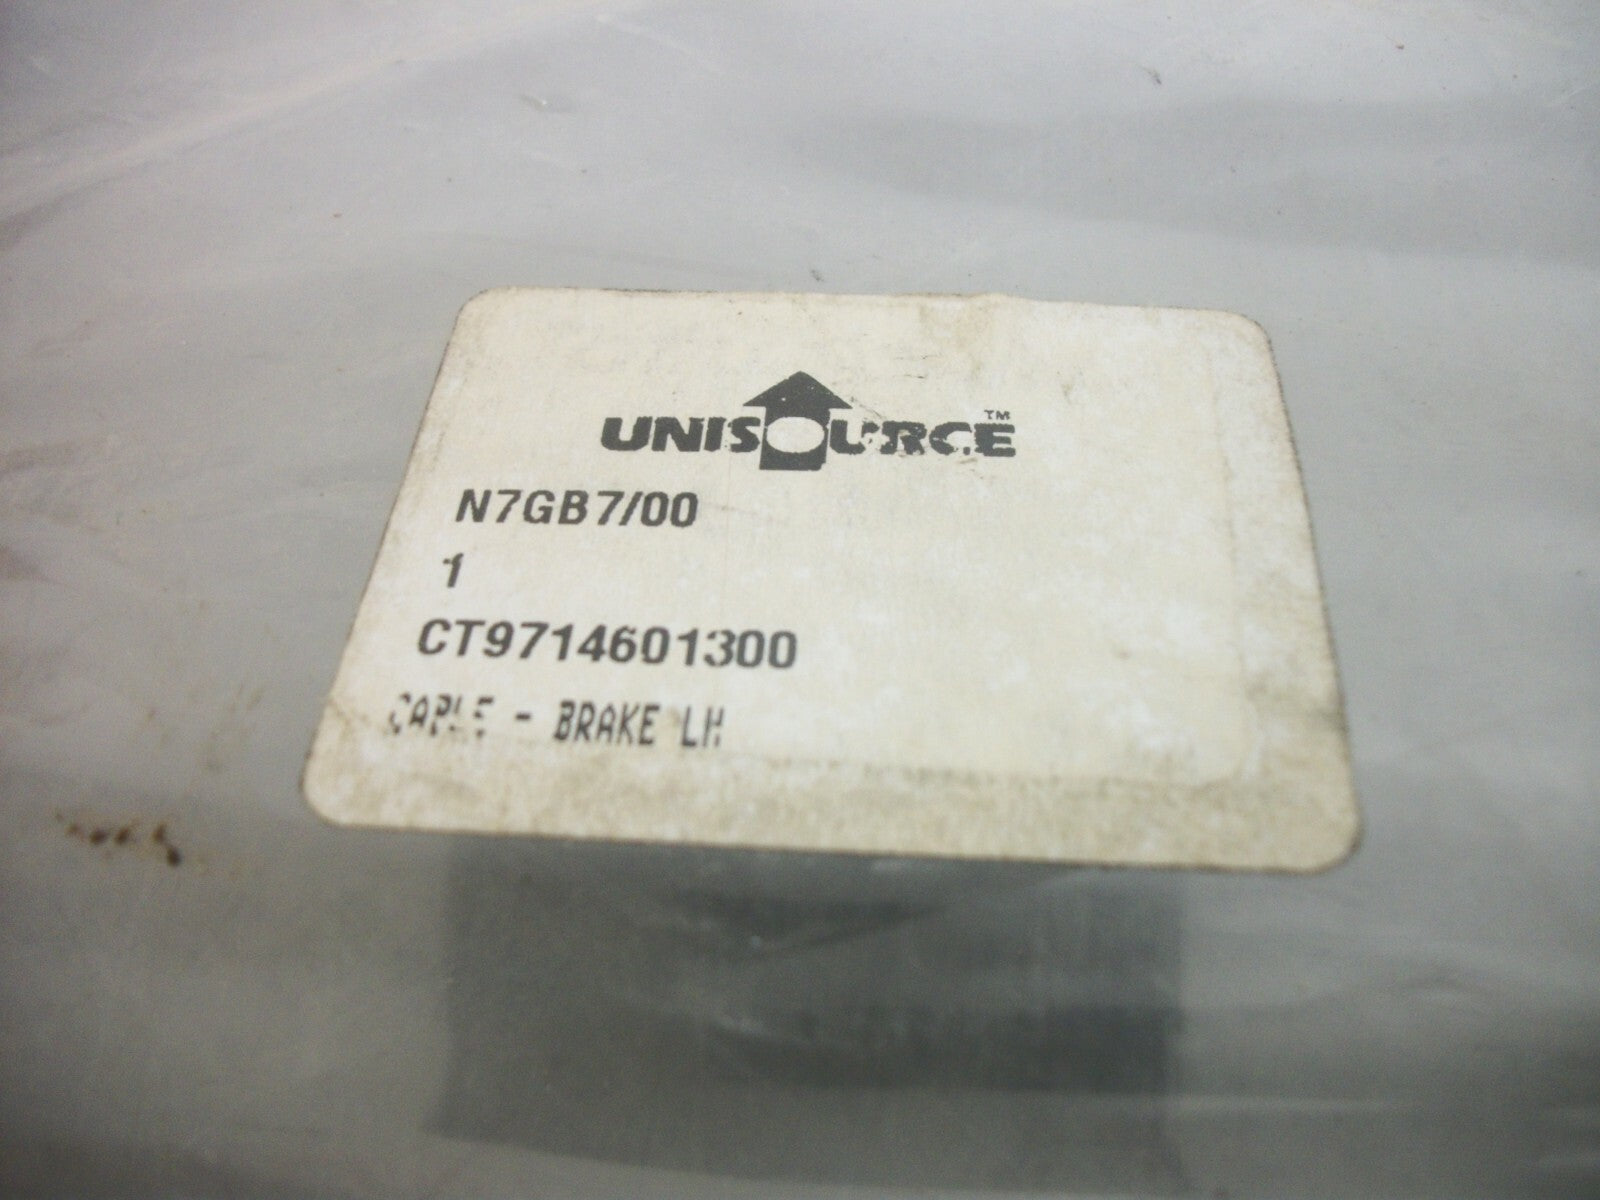 UNISOURCE™
N7GB7/00
1
CT9714601300
CABLE - BRAKE LH